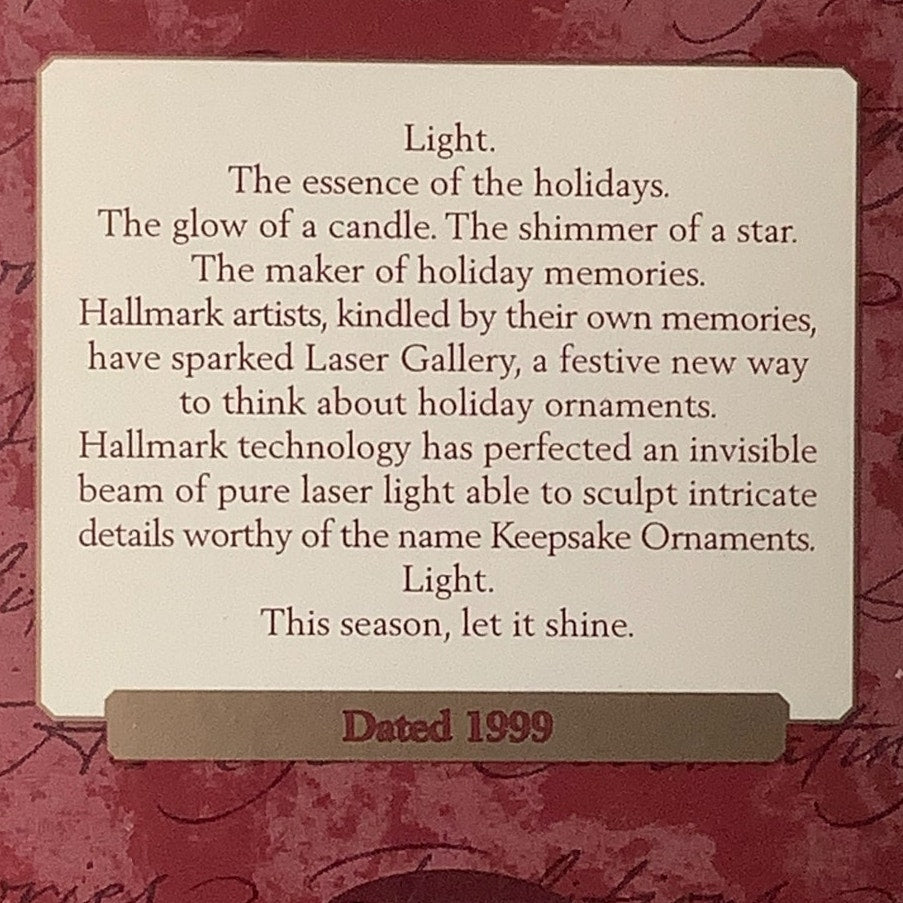 Light.
The essence of the holidays.
The glow of a candle. The shimmer of a star.
The maker of holiday memories.
Hallmark artists, kindled by their own memories,
have sparked Laser Gallery, a festive new way
to think about holiday ornaments.
Hallmark technology has perfected an invisible
beam of pure laser light able to sculpt intricate
details worthy of the name Keepsake Ornaments.
Light.
This season, let it shine.
Dated 1999